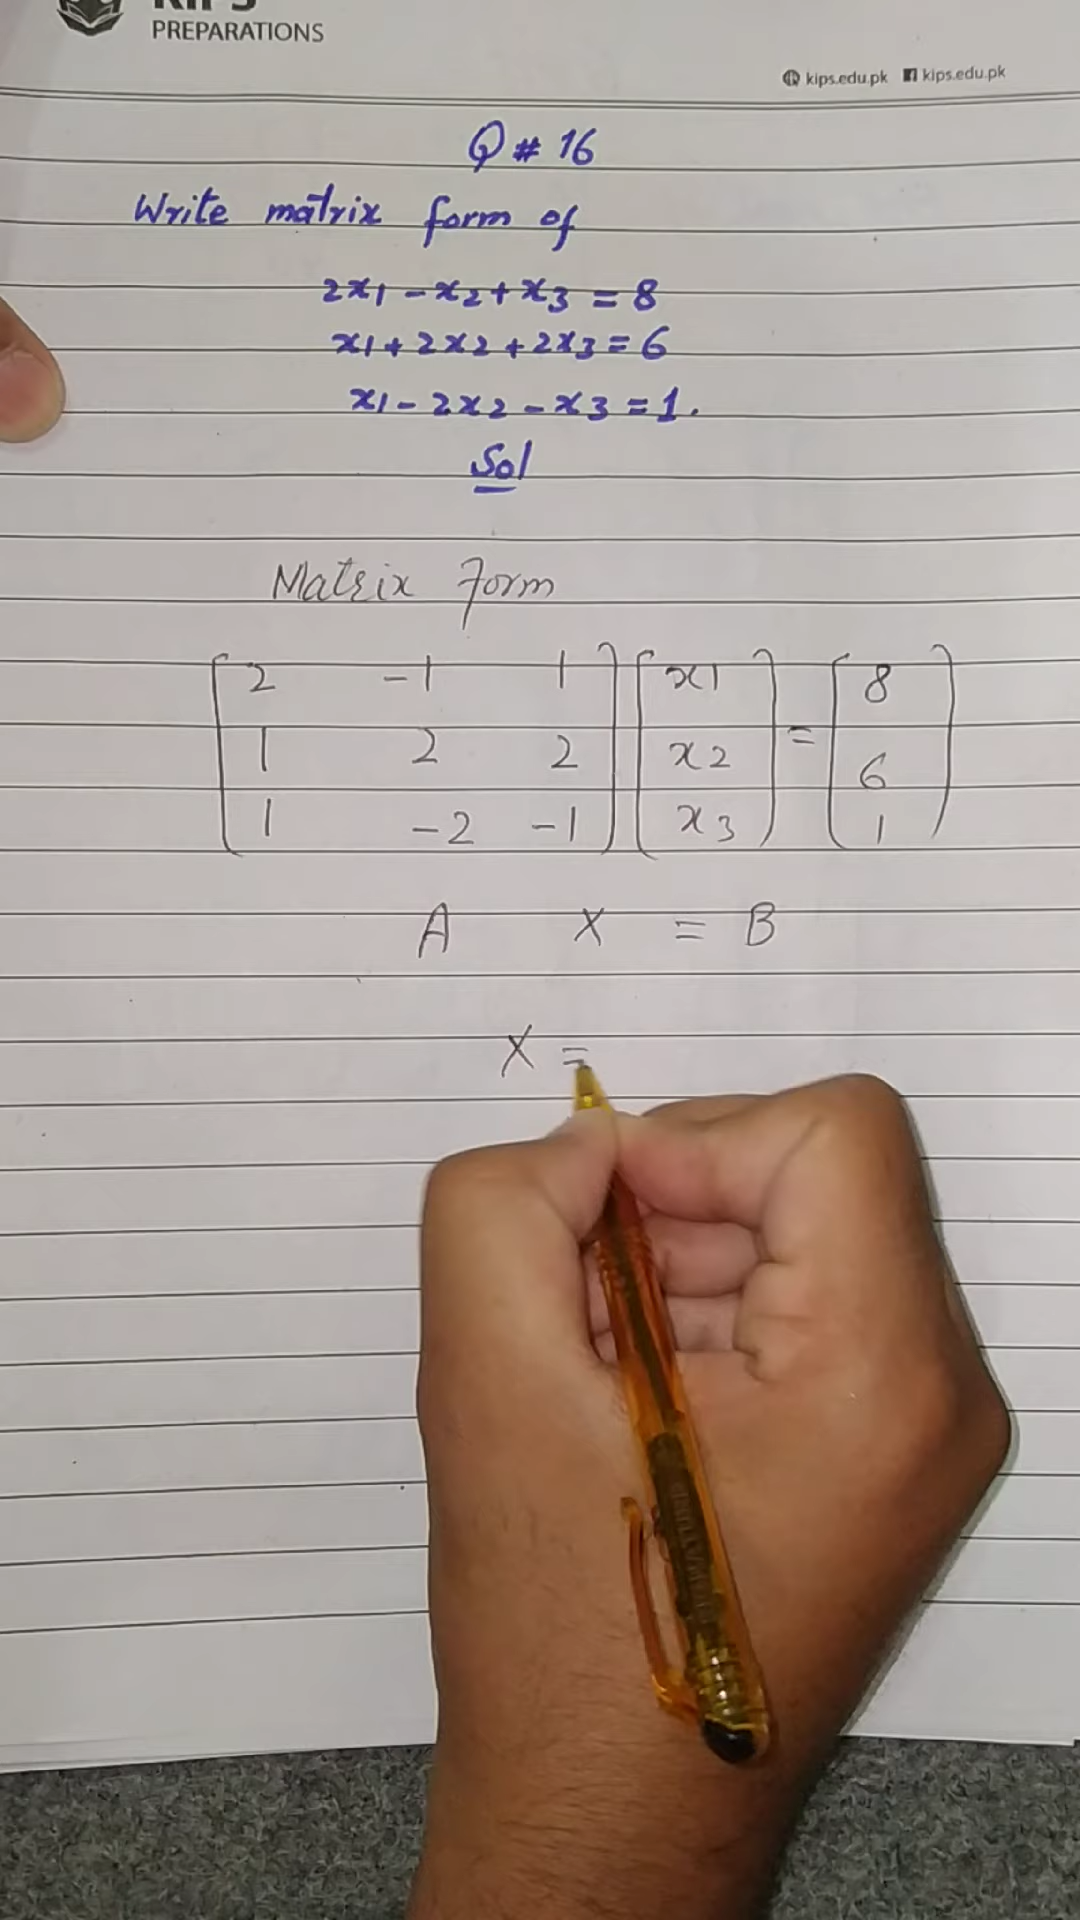 PREPARATIONS
kips.edu.pk kips.edu.pk
Q # 16
Write matrix form of
2x1 - x2 + x3 = 8
x1 + 2x2 + 2x3 = 6
x1 - 2x2 - x3 = 1.
Sol
Matrix Form
2 -1 1 x1 8
1 2 2 x2 = 6
1 -2 -1 x3 1
A X = B
X =